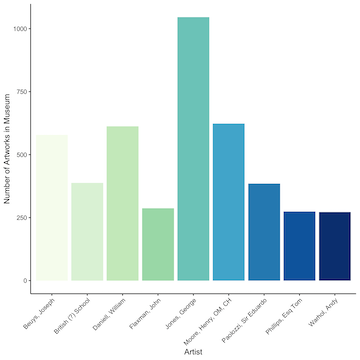 Number of Artworks in Museum
1000
750
500
250
0
Beuys, Joseph
British (?) School
Daniell, William
Flaxman, John
Jones, George
Moore, Henry, OM, CH
Paolozzi, Sir Eduardo
Phillips, Esq Tom
Warhol, Andy
Artist